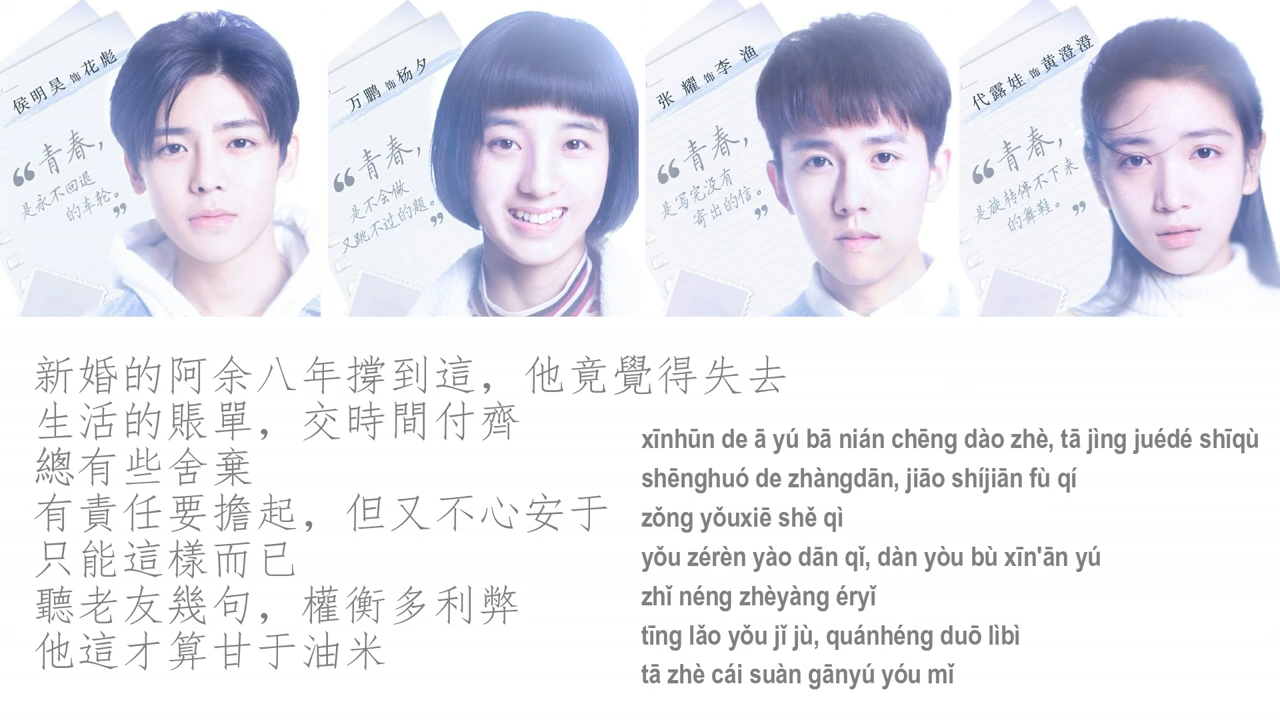 侯明昊 饰 花彪
“青春，
是永不回退
的车轮。”
万鹏 饰 杨夕
“青春，
是不会做
又跳不过的题。”
张耀 饰 李渔
“青春，
是写完没有
寄出的信。”
代露娃 饰 黄澄澄
“青春，
是旋转停不下来
的舞鞋。”
新婚的阿余八年撐到這，他竟覺得失去
生活的賬單，交時間付齊
總有些舍棄
有責任要擔起，但又不心安于
只能這樣而已
聽老友幾句，權衡多利弊
他這才算甘于油米
xīnhūn de ā yú bā nián chēng dào zhè, tā jìng juédé shīqù
shēnghuó de zhàngdān, jiāo shíjiān fù qí
zǒng yǒuxiē shě qì
yǒu zérèn yào dān qǐ, dàn yòu bù xīn'ān yú
zhǐ néng zhèyàng éryǐ
tīng lǎo yǒu jǐ jù, quánhéng duō lìbì
tā zhè cái suàn gānyú yóu mǐ